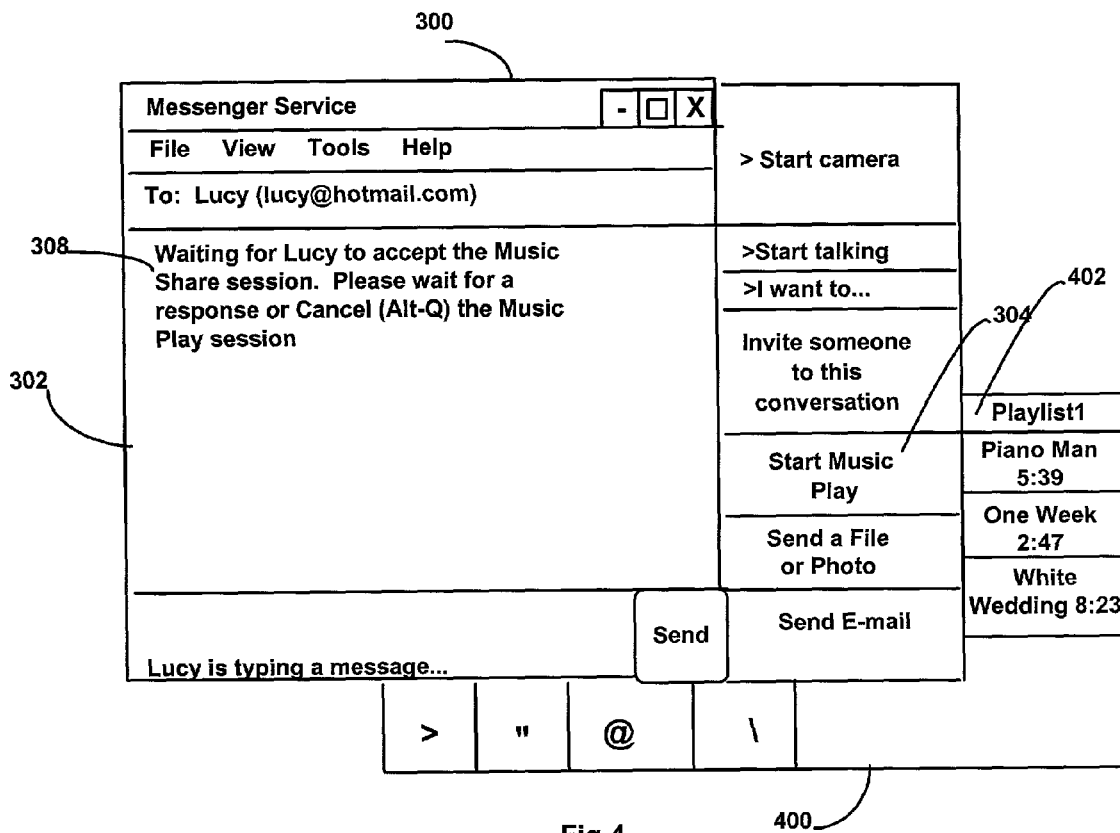 300
Messenger Service
- X
File View Tools Help
To: Lucy (lucy@hotmail.com)
308
Waiting for Lucy to accept the Music
Share session. Please wait for a
response or Cancel (Alt-Q) the Music
Play session
302
> Start camera
>Start talking
>I want to...
Invite someone
to this
conversation
Start Music
Play
Send a File
or Photo
Send E-mail
304
402
Playlist1
Piano Man
5:39
One Week
2:47
White
Wedding 8:23
Send
Lucy is typing a message...
> " @ \
400
Fig 4